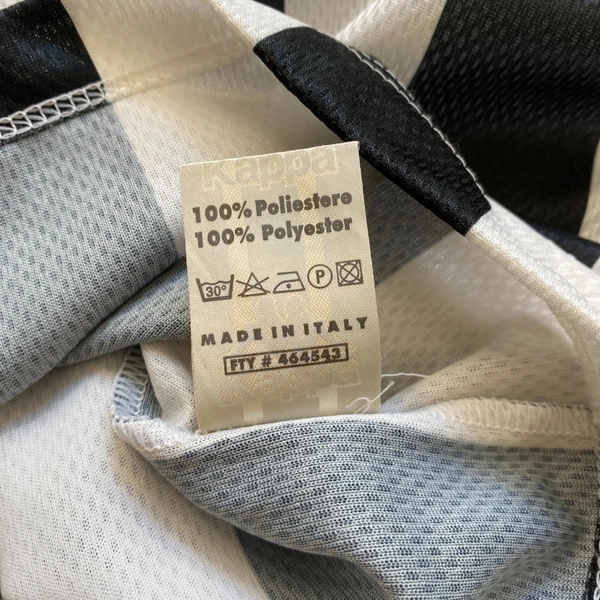 Kappa
100% Poliestere
100% Polyester
30° P
MADE IN ITALY
FTY # 464543